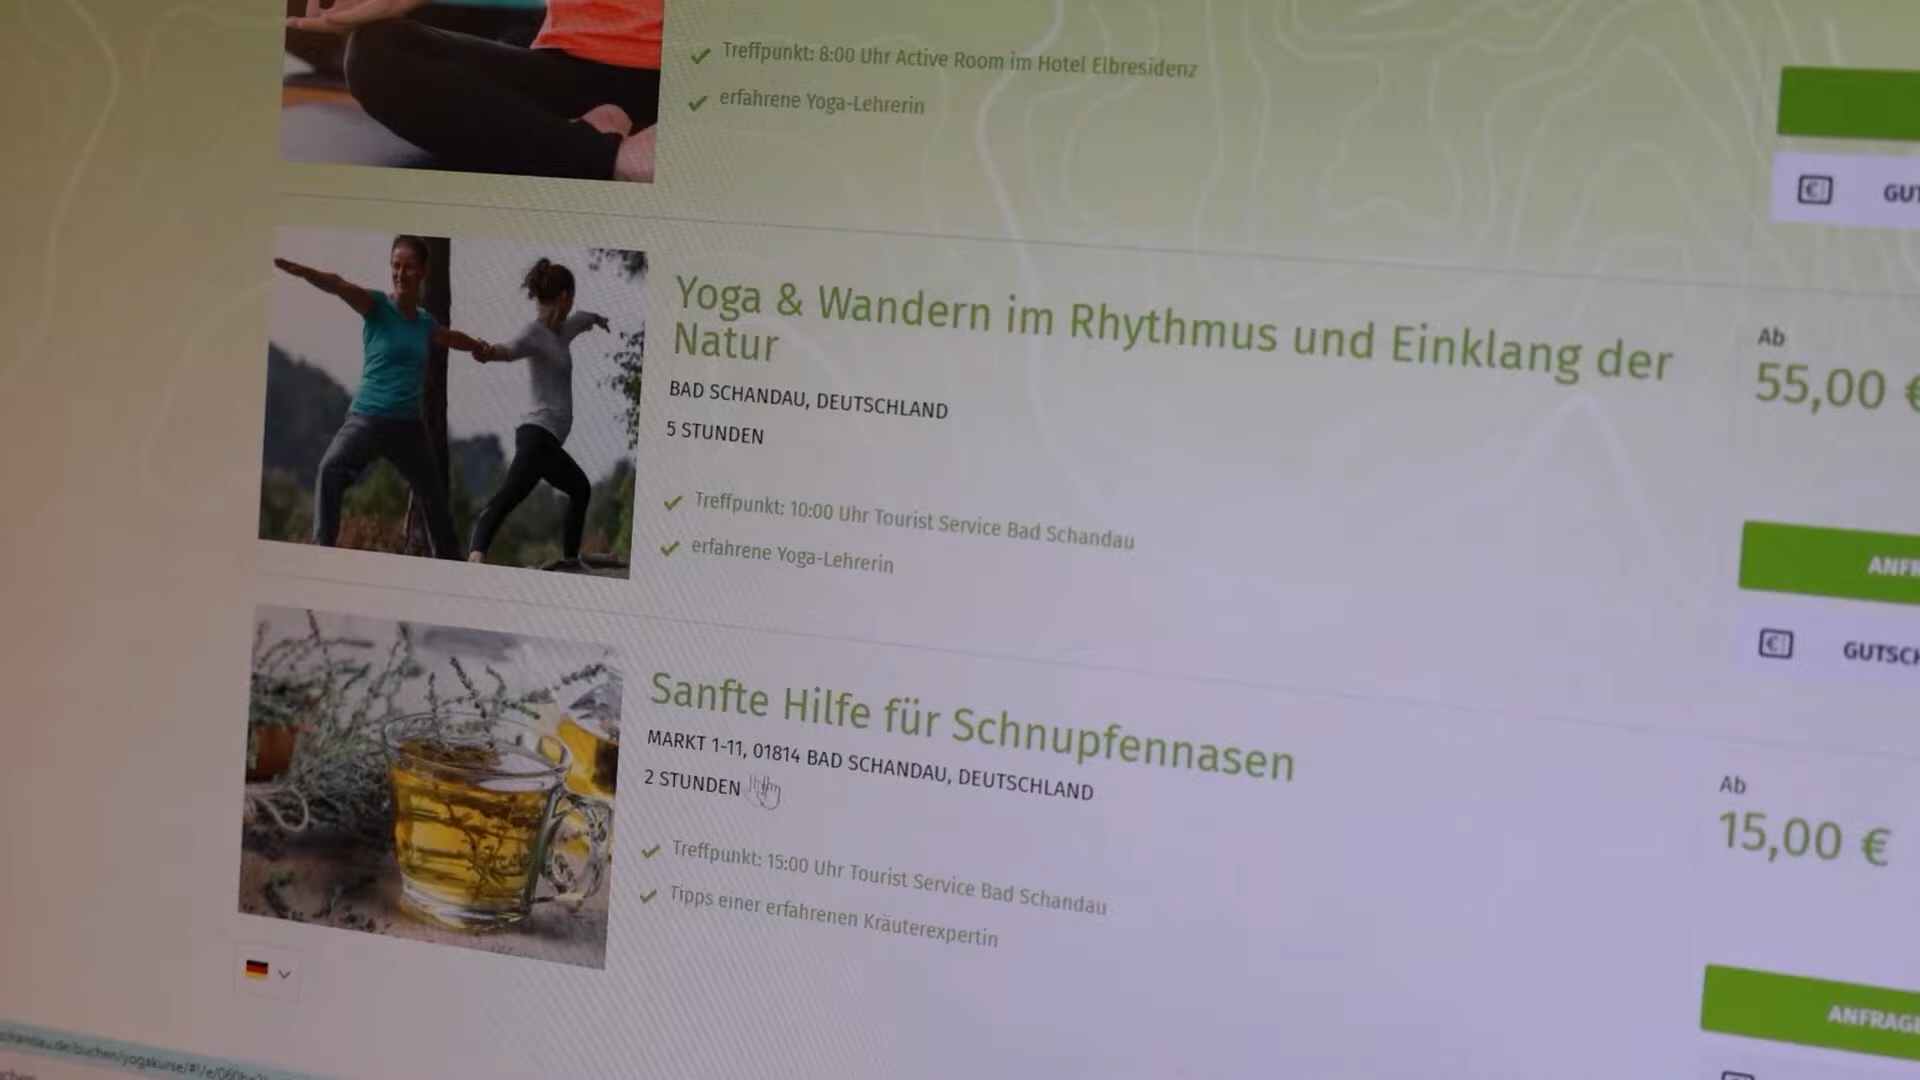 Treffpunkt: 8:00 Uhr Active Room im Hotel Elbresidenz
erfahrene Yoga-Lehrerin
€
Yoga & Wandern im Rhythmus und Einklang der
Natur
BAD SCHANDAU, DEUTSCHLAND
5 STUNDEN
Treffpunkt: 10:00 Uhr Tourist Service Bad Schandau
erfahrene Yoga-Lehrerin
Ab
55,00 €
€
Sanfte Hilfe für Schnupfennasen
MARKT 1-11, 01814 BAD SCHANDAU, DEUTSCHLAND
2 STUNDEN
Treffpunkt: 15:00 Uhr Tourist Service Bad Schandau
Tipps einer erfahrenen Kräuterexpertin
Ab
15,00 €
ANFRAGE